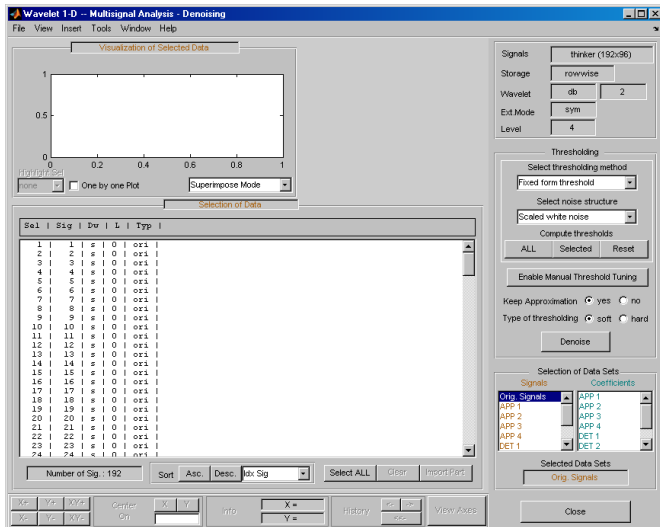 Wavelet 1-D -- Multisignal Analysis - Denoising
File View Insert Tools Window Help
Visualization of Selected Data
1
0.5
0
0 0.2 0.4 0.6 0.8 1
Highlight Sel
none One by one Plot Superimpose Mode
Selection of Data
Sel | Sig | Dw | L | Typ |
1 | 1 | s | 0 | ori |
2 | 2 | s | 0 | ori |
3 | 3 | s | 0 | ori |
4 | 4 | s | 0 | ori |
5 | 5 | s | 0 | ori |
6 | 6 | s | 0 | ori |
7 | 7 | s | 0 | ori |
8 | 8 | s | 0 | ori |
9 | 9 | s | 0 | ori |
10 | 10 | s | 0 | ori |
11 | 11 | s | 0 | ori |
12 | 12 | s | 0 | ori |
13 | 13 | s | 0 | ori |
14 | 14 | s | 0 | ori |
15 | 15 | s | 0 | ori |
16 | 16 | s | 0 | ori |
17 | 17 | s | 0 | ori |
18 | 18 | s | 0 | ori |
19 | 19 | s | 0 | ori |
20 | 20 | s | 0 | ori |
21 | 21 | s | 0 | ori |
22 | 22 | s | 0 | ori |
23 | 23 | s | 0 | ori |
24 | 24 | s | 0 | ori |
Number of Sig. : 192 Sort Asc. Desc. Idx Sig Select ALL Clear Import Part
X+ Y+ XY+
X- Y- XY-
Center On X Y
Info X =
Y =
History <- -> <<-
View Axes
Signals thinker (192x96)
Storage rowwise
Wavelet db 2
Ext.Mode sym
Level 4
Thresholding
Select thresholding method
Fixed form threshold
Select noise structure
Scaled white noise
Compute thresholds
ALL Selected Reset
Enable Manual Threshold Tuning
Keep Approximation yes no
Type of thresholding soft hard
Denoise
Selection of Data Sets
Signals Coefficients
Orig. Signals APP 1
APP 1 APP 2
APP 2 APP 3
APP 3 APP 4
APP 4 DET 1
DET 1 DET 2
Selected Data Sets
Orig. Signals
Close